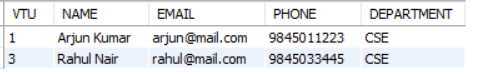 VTU NAME EMAIL PHONE DEPARTMENT
1 Arjun Kumar arjun@mail.com 9845011223 CSE
3 Rahul Nair rahul@mail.com 9845033445 CSE